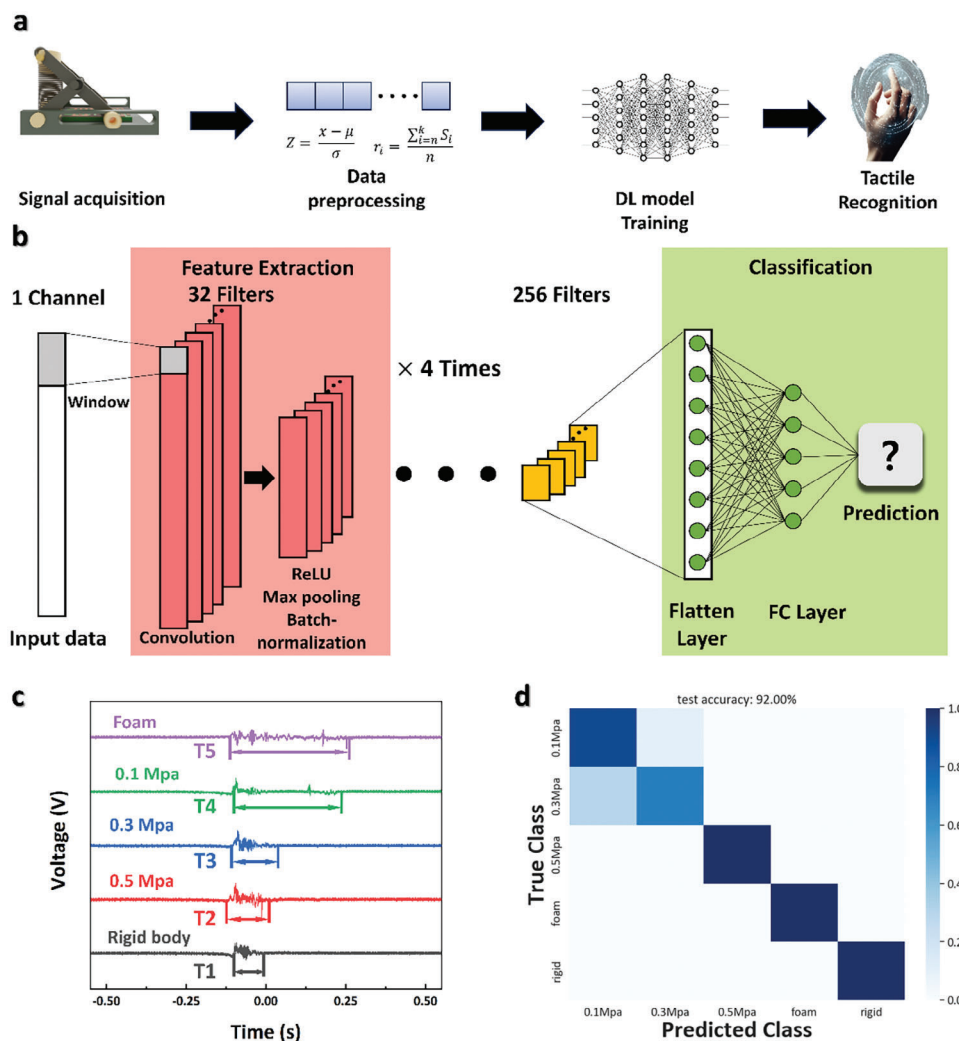 a
Z = x − μ / σ
r_i = ∑_{i=n}^{k} S_i / n
Signal acquisition
Data
preprocessing
DL model
Training
Tactile
Recognition
b
Feature Extraction
Classification
1 Channel
32 Filters
256 Filters
× 4 Times
Window
?
Prediction
ReLU
Max pooling
Batch-
normalization
Flatten
Layer
FC Layer
Input data
Convolution
c
Foam
T5
0.1 Mpa
T4
0.3 Mpa
T3
0.5 Mpa
T2
Rigid body
T1
Voltage (V)
-0.50
-0.25
0.00
0.25
0.50
Time (s)
d
test accuracy: 92.00%
True Class
0.1Mpa
0.3Mpa
0.5Mpa
foam
rigid
0.1Mpa
0.3Mpa
0.5Mpa
foam
rigid
Predicted Class
1.0
0.8
0.6
0.4
0.2
0.0